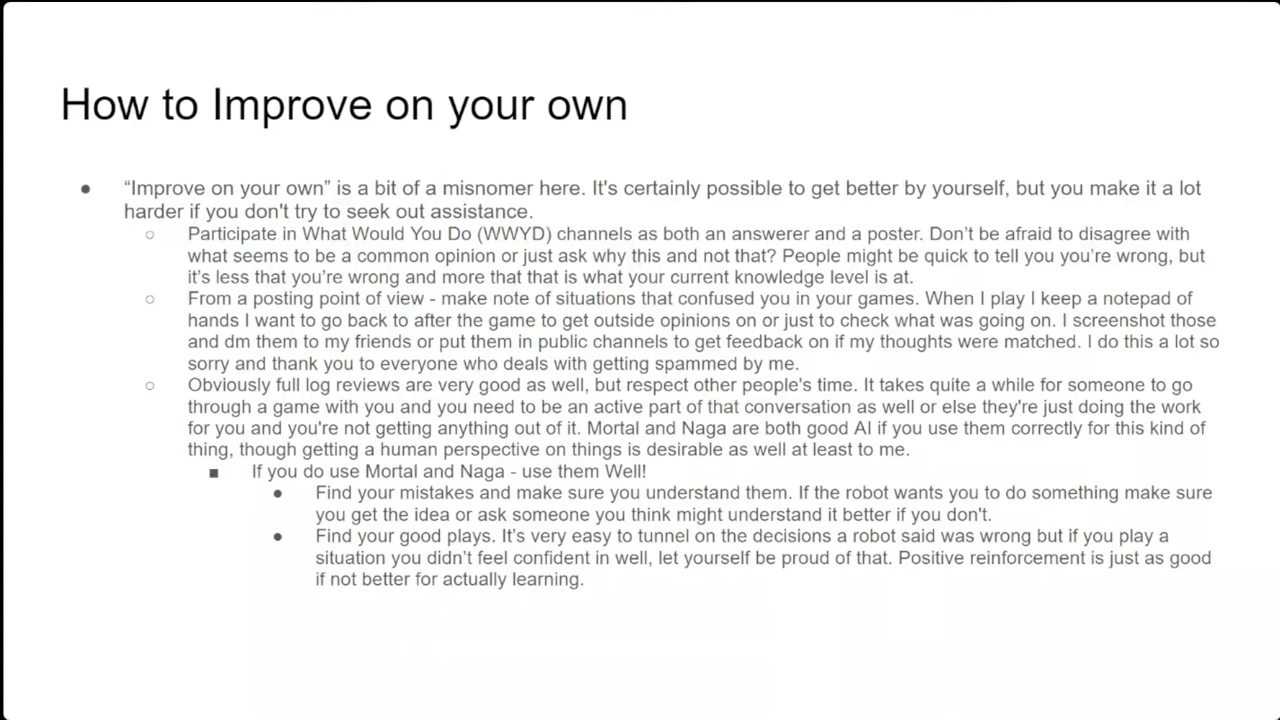 How to Improve on your own
● “Improve on your own” is a bit of a misnomer here. It's certainly possible to get better by yourself, but you make it a lot
harder if you don't try to seek out assistance.
○ Participate in What Would You Do (WWYD) channels as both an answerer and a poster. Don’t be afraid to disagree with
what seems to be a common opinion or just ask why this and not that? People might be quick to tell you you’re wrong, but
it’s less that you’re wrong and more that that is what your current knowledge level is at.
○ From a posting point of view - make note of situations that confused you in your games. When I play I keep a notepad of
hands I want to go back to after the game to get outside opinions on or just to check what was going on. I screenshot those
and dm them to my friends or put them in public channels to get feedback on if my thoughts were matched. I do this a lot so
sorry and thank you to everyone who deals with getting spammed by me.
○ Obviously full log reviews are very good as well, but respect other people's time. It takes quite a while for someone to go
through a game with you and you need to be an active part of that conversation as well or else they're just doing the work
for you and you're not getting anything out of it. Mortal and Naga are both good AI if you use them correctly for this kind of
thing, though getting a human perspective on things is desirable as well at least to me.
■ If you do use Mortal and Naga - use them Well!
● Find your mistakes and make sure you understand them. If the robot wants you to do something make sure
you get the idea or ask someone you think might understand it better if you don't.
● Find your good plays. It’s very easy to tunnel on the decisions a robot said was wrong but if you play a
situation you didn’t feel confident in well, let yourself be proud of that. Positive reinforcement is just as good
if not better for actually learning.